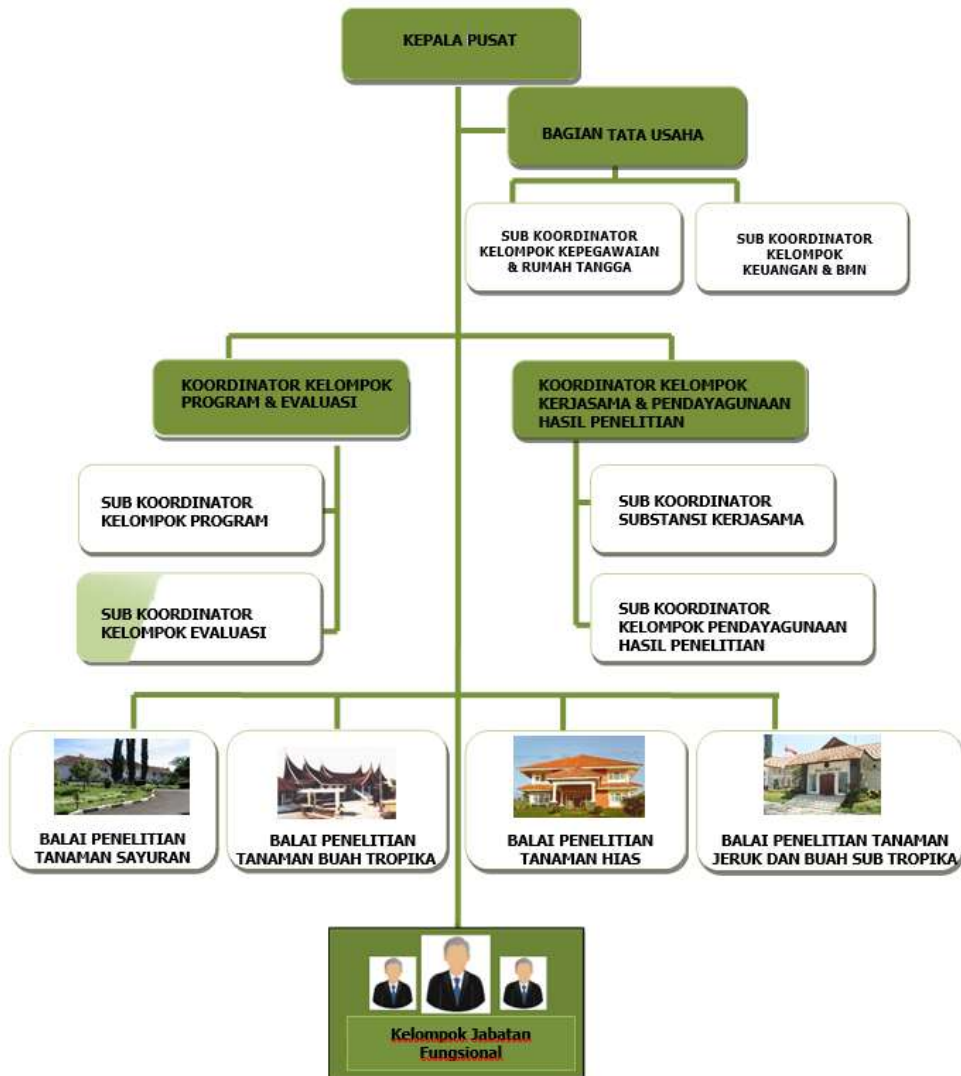 KEPALA PUSAT
BAGIAN TATA USAHA
SUB KOORDINATOR
KELOMPOK KEPEGAWAIAN
& RUMAH TANGGA
SUB KOORDINATOR
KELOMPOK
KEUANGAN & BMN
KOORDINATOR KELOMPOK
PROGRAM & EVALUASI
KOORDINATOR KELOMPOK
KERJASAMA & PENDAYAGUNAAN
HASIL PENELITIAN
SUB KOORDINATOR
KELOMPOK PROGRAM
SUB KOORDINATOR
SUBSTANSI KERJASAMA
SUB KOORDINATOR
KELOMPOK EVALUASI
SUB KOORDINATOR
KELOMPOK PENDAYAGUNAAN
HASIL PENELITIAN
BALAI PENELITIAN
TANAMAN SAYURAN
BALAI PENELITIAN
TANAMAN BUAH TROPIKA
BALAI PENELITIAN
TANAMAN HIAS
BALAI PENELITIAN TANAMAN
JERUK DAN BUAH SUB TROPIKA
Kelompok Jabatan
Fungsional